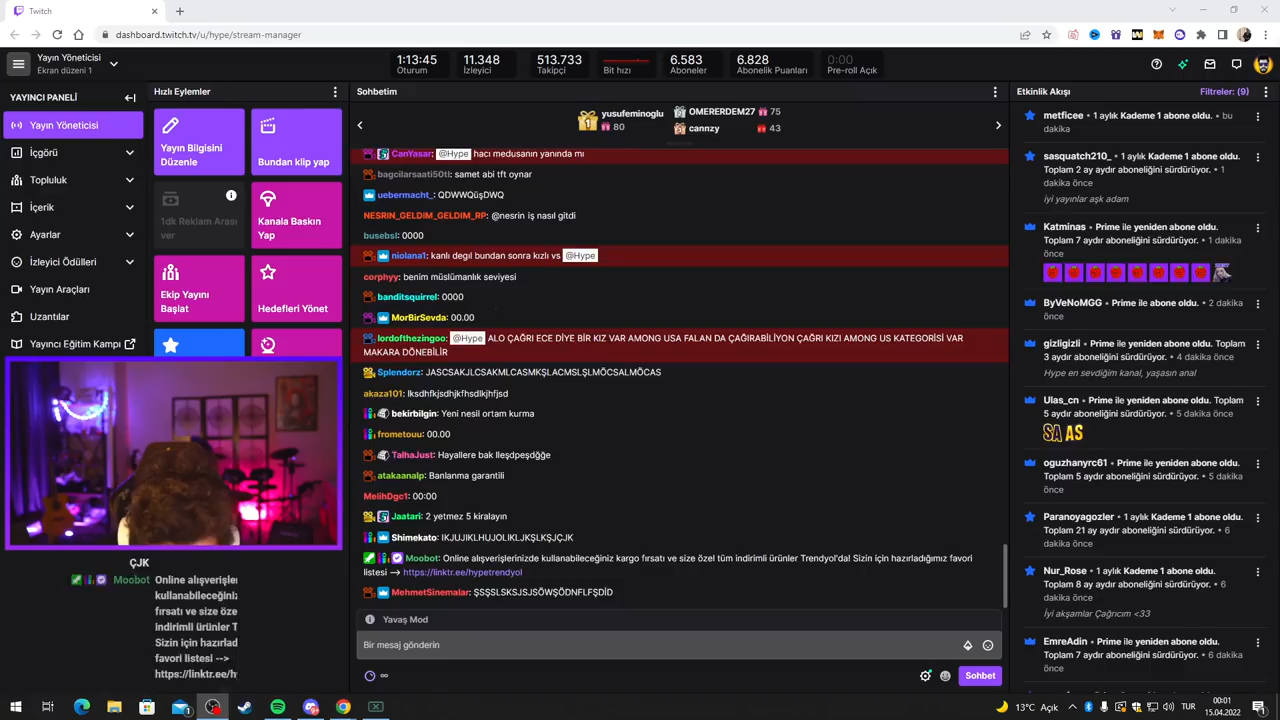 Twitch
dashboard.twitch.tv/u/hype/stream-manager
Yayın Yöneticisi
Ekran düzeni 1
1:13:45
Oturum
11.348
İzleyici
513.733
Takipçi
Bit hızı
6.583
Aboneler
6.828
Abonelik Puanları
0:00
Pre-roll Açık
YAYINCI PANELİ
Yayın Yöneticisi
İçgörü
Topluluk
İçerik
Ayarlar
İzleyici Ödülleri
Yayın Araçları
Uzantılar
Yayıncı Eğitim Kampı
Hızlı Eylemler
Yayın Bilgisini
Düzenle
Bundan klip yap
1dk Reklam Arası
ver
Kanala Baskın
Yap
Ekip Yayını
Başlat
Hedefleri Yönet
ÇJK
Moobot
Online alışverişler
kullanabileceğiniz
fırsatı ve size öze
indirimli ürünler T
Sizin için hazırlad
favori listesi -->
https://linktr.ee/hy
Sohbetim
1
yusufeminoglu
80
OMERERDEM27 75
cannzy 43
CanYasar: @Hype hacı medusanın yanında mı
bagcilarsaati50tl: samet abi tft oynar
uebermacht_: QDWWQüşDWQ
NESRIN_GELDIM_GELDIM_RP: @nesrin iş nasıl gitdi
busebsl: 0000
niolana1: kanlı degıl bundan sonra kızlı vs @Hype
corphyy: benim müslümanlık seviyesi
banditsquirrel: 0000
MorBirSevda: 00.00
lordofthezingoo: @Hype ALO ÇAĞRI ECE DİYE BİR KIZ VAR AMONG USA FALAN DA ÇAĞIRABİLİYON ÇAĞRI KIZI AMONG US KATEGORİSİ VAR
MAKARA DÖNEBİLİR
Splendorz: JASCSAKJLCSAKMLCASMKŞLACMSLŞLMÖCSALMÖCAS
akaza101: lksdhfkjsdhjkfhsdlkjhfjsd
bekirbilgin: Yeni nesil ortam kurma
frometouu: 00.00
TalhaJust: Hayallere bak lleşdpeşdğğe
atakaanalp: Banlanma garantili
MelihDgc1: 00:00
Jaatari: 2 yetmez 5 kiralayın
Shimekato: IKJUJIKLHUJOLIKLJKŞLKŞJÇJK
Moobot: Online alışverişlerinizde kullanabileceğiniz kargo fırsatı ve size özel tüm indirimli ürünler Trendyol'da! Sizin için hazırladığımız favori
listesi --> https://linktr.ee/hypetrendyol
MehmetSinemalar: ŞSŞSLSKSJSJSÖWŞÖDNFLFŞDİD
Yavaş Mod
Bir mesaj gönderin
∞
Sohbet
Etkinlik Akışı
Filtreler: (9)
metficee • 1 aylık Kademe 1 abone oldu. • bu
dakika
sasquatch210_ • 1 aylık Kademe 1 abone oldu.
Toplam 2 ay aydır aboneliğini sürdürüyor. • 1
dakika önce
iyi yayınlar aşk adam
Katminas • Prime ile yeniden abone oldu.
Toplam 7 aydır aboneliğini sürdürüyor. • 1 dakika
önce
ByVeNoMGG • Prime ile abone oldu. • 2 dakika
önce
gizligizli • Prime ile yeniden abone oldu. Toplam
3 aydır aboneliğini sürdürüyor. • 4 dakika önce
Hype en sevdiğim kanal, yaşasın anal
Ulas_cn • Prime ile yeniden abone oldu. Toplam
5 aydır aboneliğini sürdürüyor. • 5 dakika önce
SA AS
oguzhanyrc61 • Prime ile yeniden abone oldu.
Toplam 5 aydır aboneliğini sürdürüyor. • 5 dakika
önce
Paranoyagozler • 1 aylık Kademe 1 abone oldu.
Toplam 21 ay aydır aboneliğini sürdürüyor. • 6
dakika önce
Nur_Rose • 1 aylık Kademe 1 abone oldu.
Toplam 8 ay aydır aboneliğini sürdürüyor. • 6
dakika önce
İyi akşamlar Çağrıcım <33
EmreAdin • Prime ile yeniden abone oldu.
Toplam 7 aydır aboneliğini sürdürüyor. • 6 dakika
önce
13°C Açık
TUR
00:01
15.04.2022